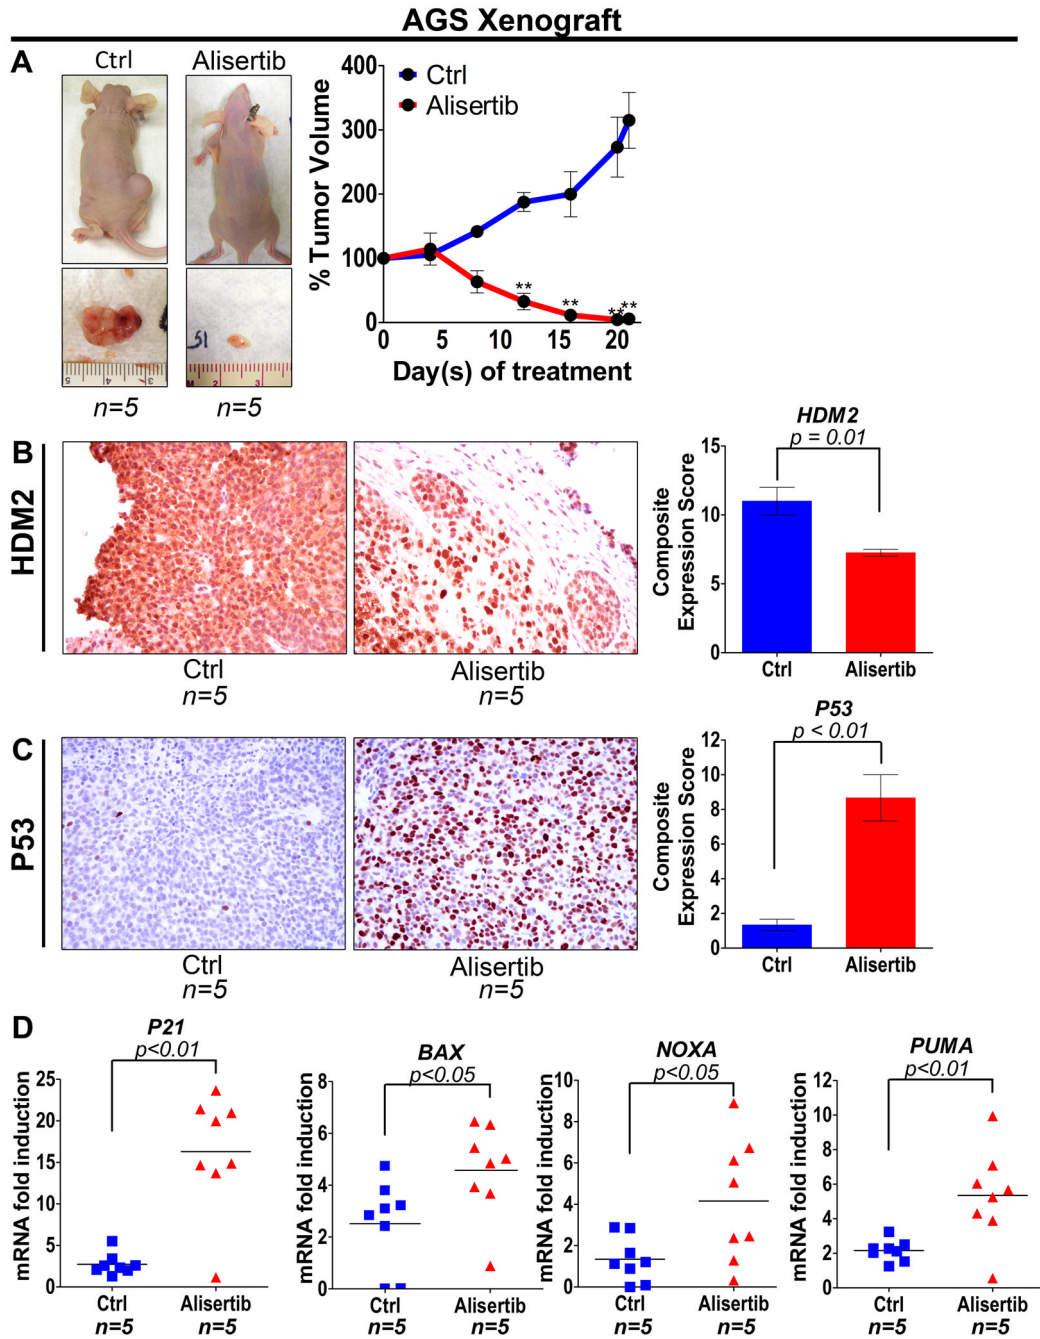 AGS Xenograft
A
Ctrl
Alisertib
5 4 3
51
M 2 3
n=5
n=5
% Tumor Volume
400
300
200
100
0
Ctrl
Alisertib
**
**
**
**
0 5 10 15 20
Day(s) of treatment
B
HDM2
Ctrl
n=5
Alisertib
n=5
HDM2
p = 0.01
Composite
Expression Score
15
10
5
0
Ctrl
Alisertib
C
P53
Ctrl
n=5
Alisertib
n=5
P53
p < 0.01
Composite
Expression Score
12
10
8
6
4
2
0
Ctrl
Alisertib
D
P21
p<0.01
mRNA fold induction
25
20
15
10
5
0
Ctrl
n=5
Alisertib
n=5
BAX
p<0.05
mRNA fold induction
8
6
4
2
0
Ctrl
n=5
Alisertib
n=5
NOXA
p<0.05
mRNA fold induction
10
8
6
4
2
0
Ctrl
n=5
Alisertib
n=5
PUMA
p<0.01
mRNA fold induction
12
10
8
6
4
2
0
Ctrl
n=5
Alisertib
n=5